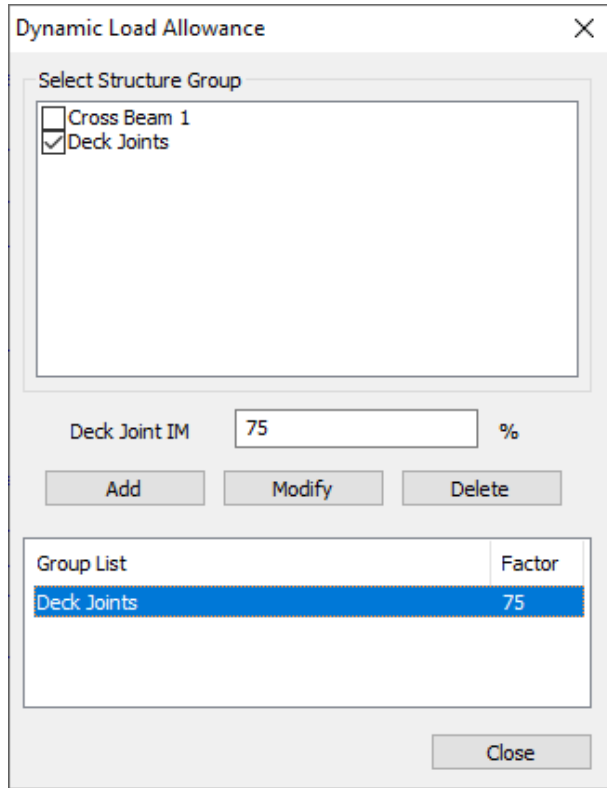 Dynamic Load Allowance
Select Structure Group
Cross Beam 1
Deck Joints
Deck Joint IM 75 %
Add Modify Delete
Group List Factor
Deck Joints 75
Close